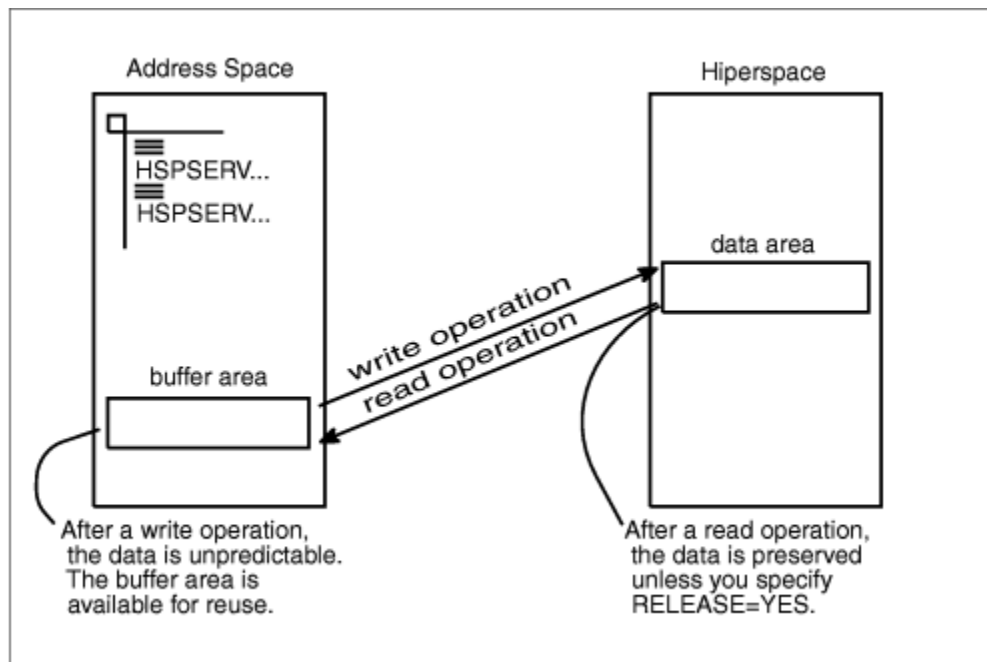 Address Space
Hiperspace
HSPSERV...
HSPSERV...
data area
write operation
read operation
buffer area
After a write operation,
the data is unpredictable.
The buffer area is
available for reuse.
After a read operation,
the data is preserved
unless you specify
RELEASE=YES.